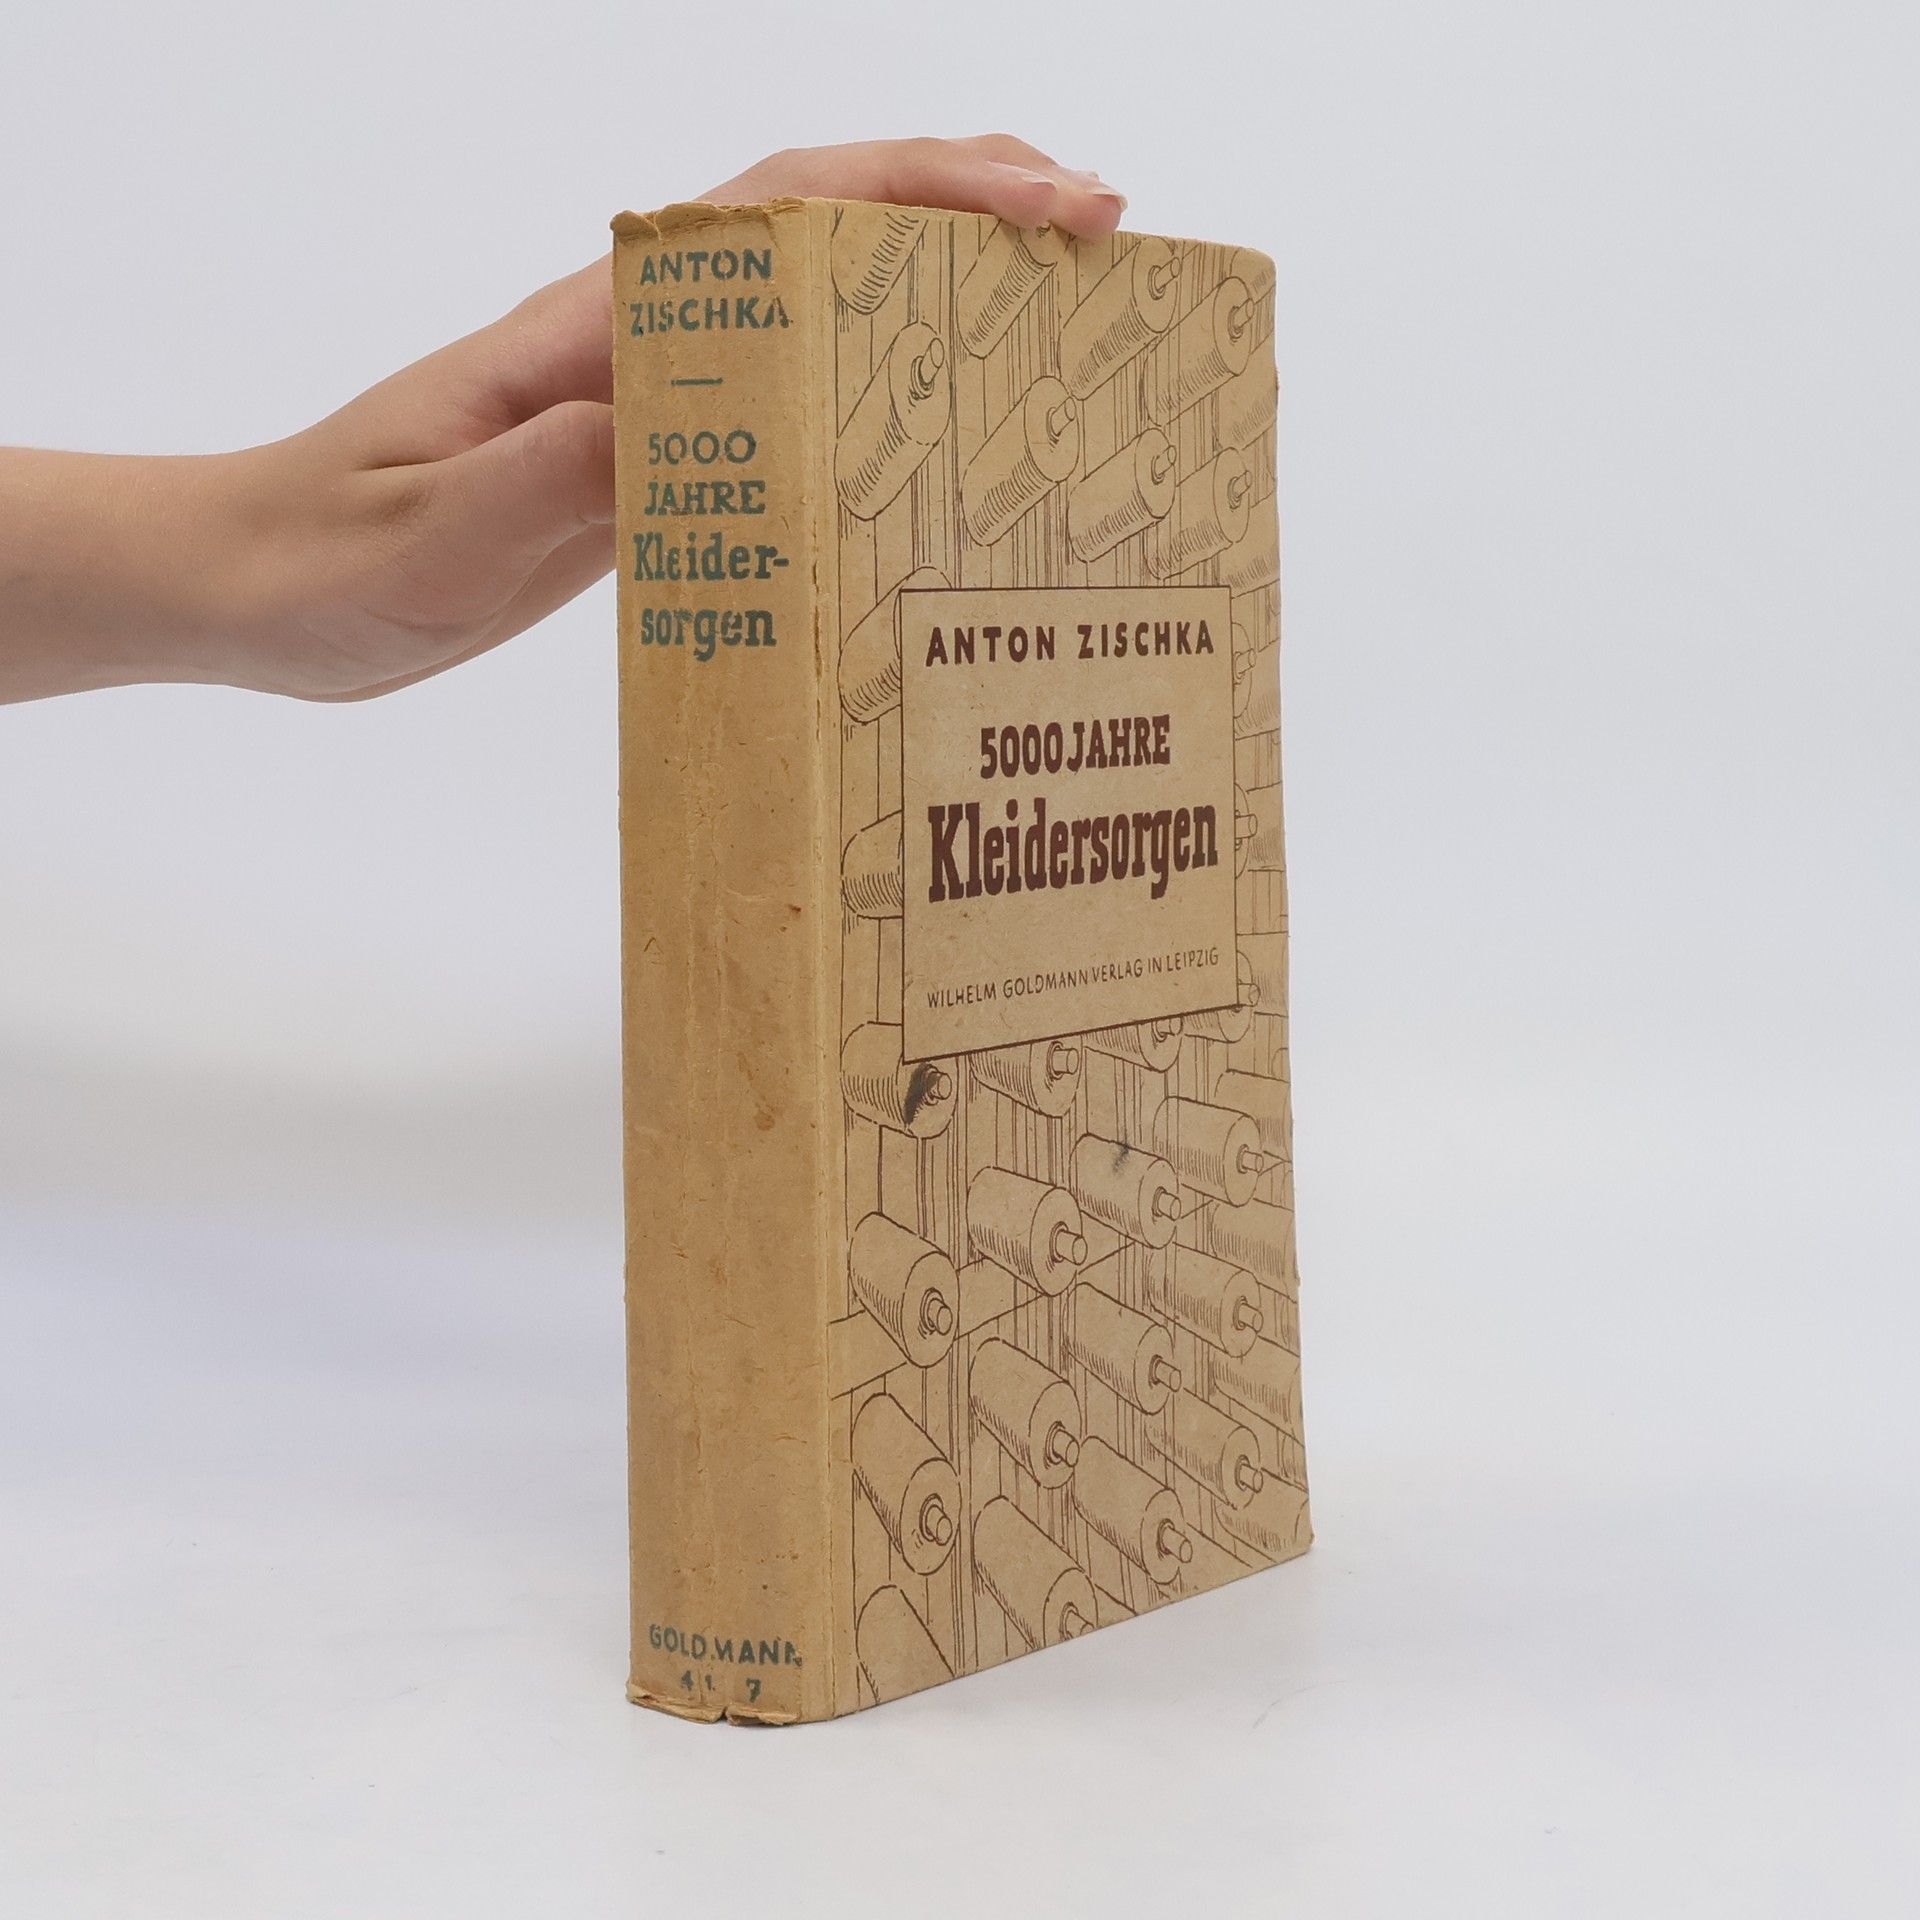 ANTON
ZISCHKA
—
5000
JAHRE
Kleider-
sorgen
GOLDMANN
ANTON ZISCHKA
5000 JAHRE
Kleidersorgen
WILHELM GOLDMANN VERLAG IN LEIPZIG